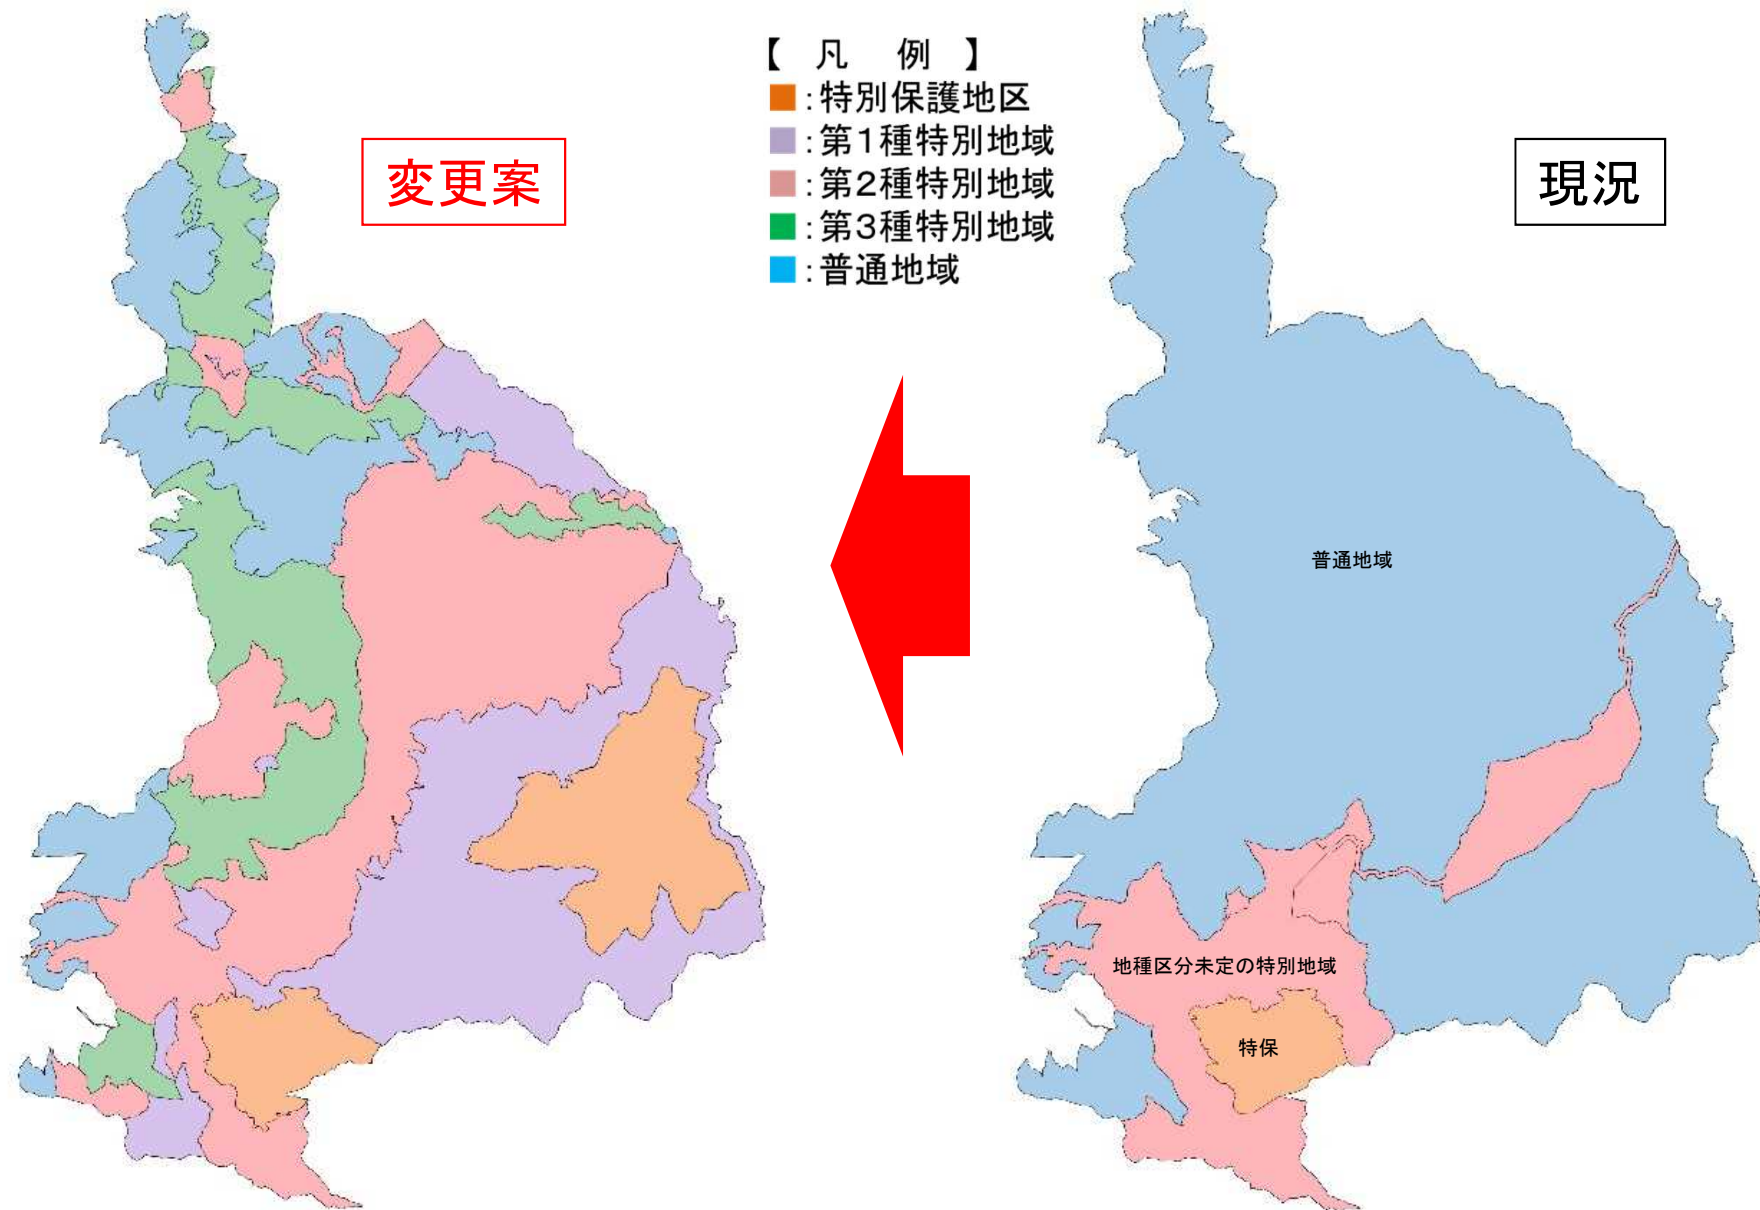 【 凡 例 】
:特別保護地区
:第1種特別地域
:第2種特別地域
:第3種特別地域
:普通地域
変更案
現況
普通地域
地種区分未定の特別地域
特保